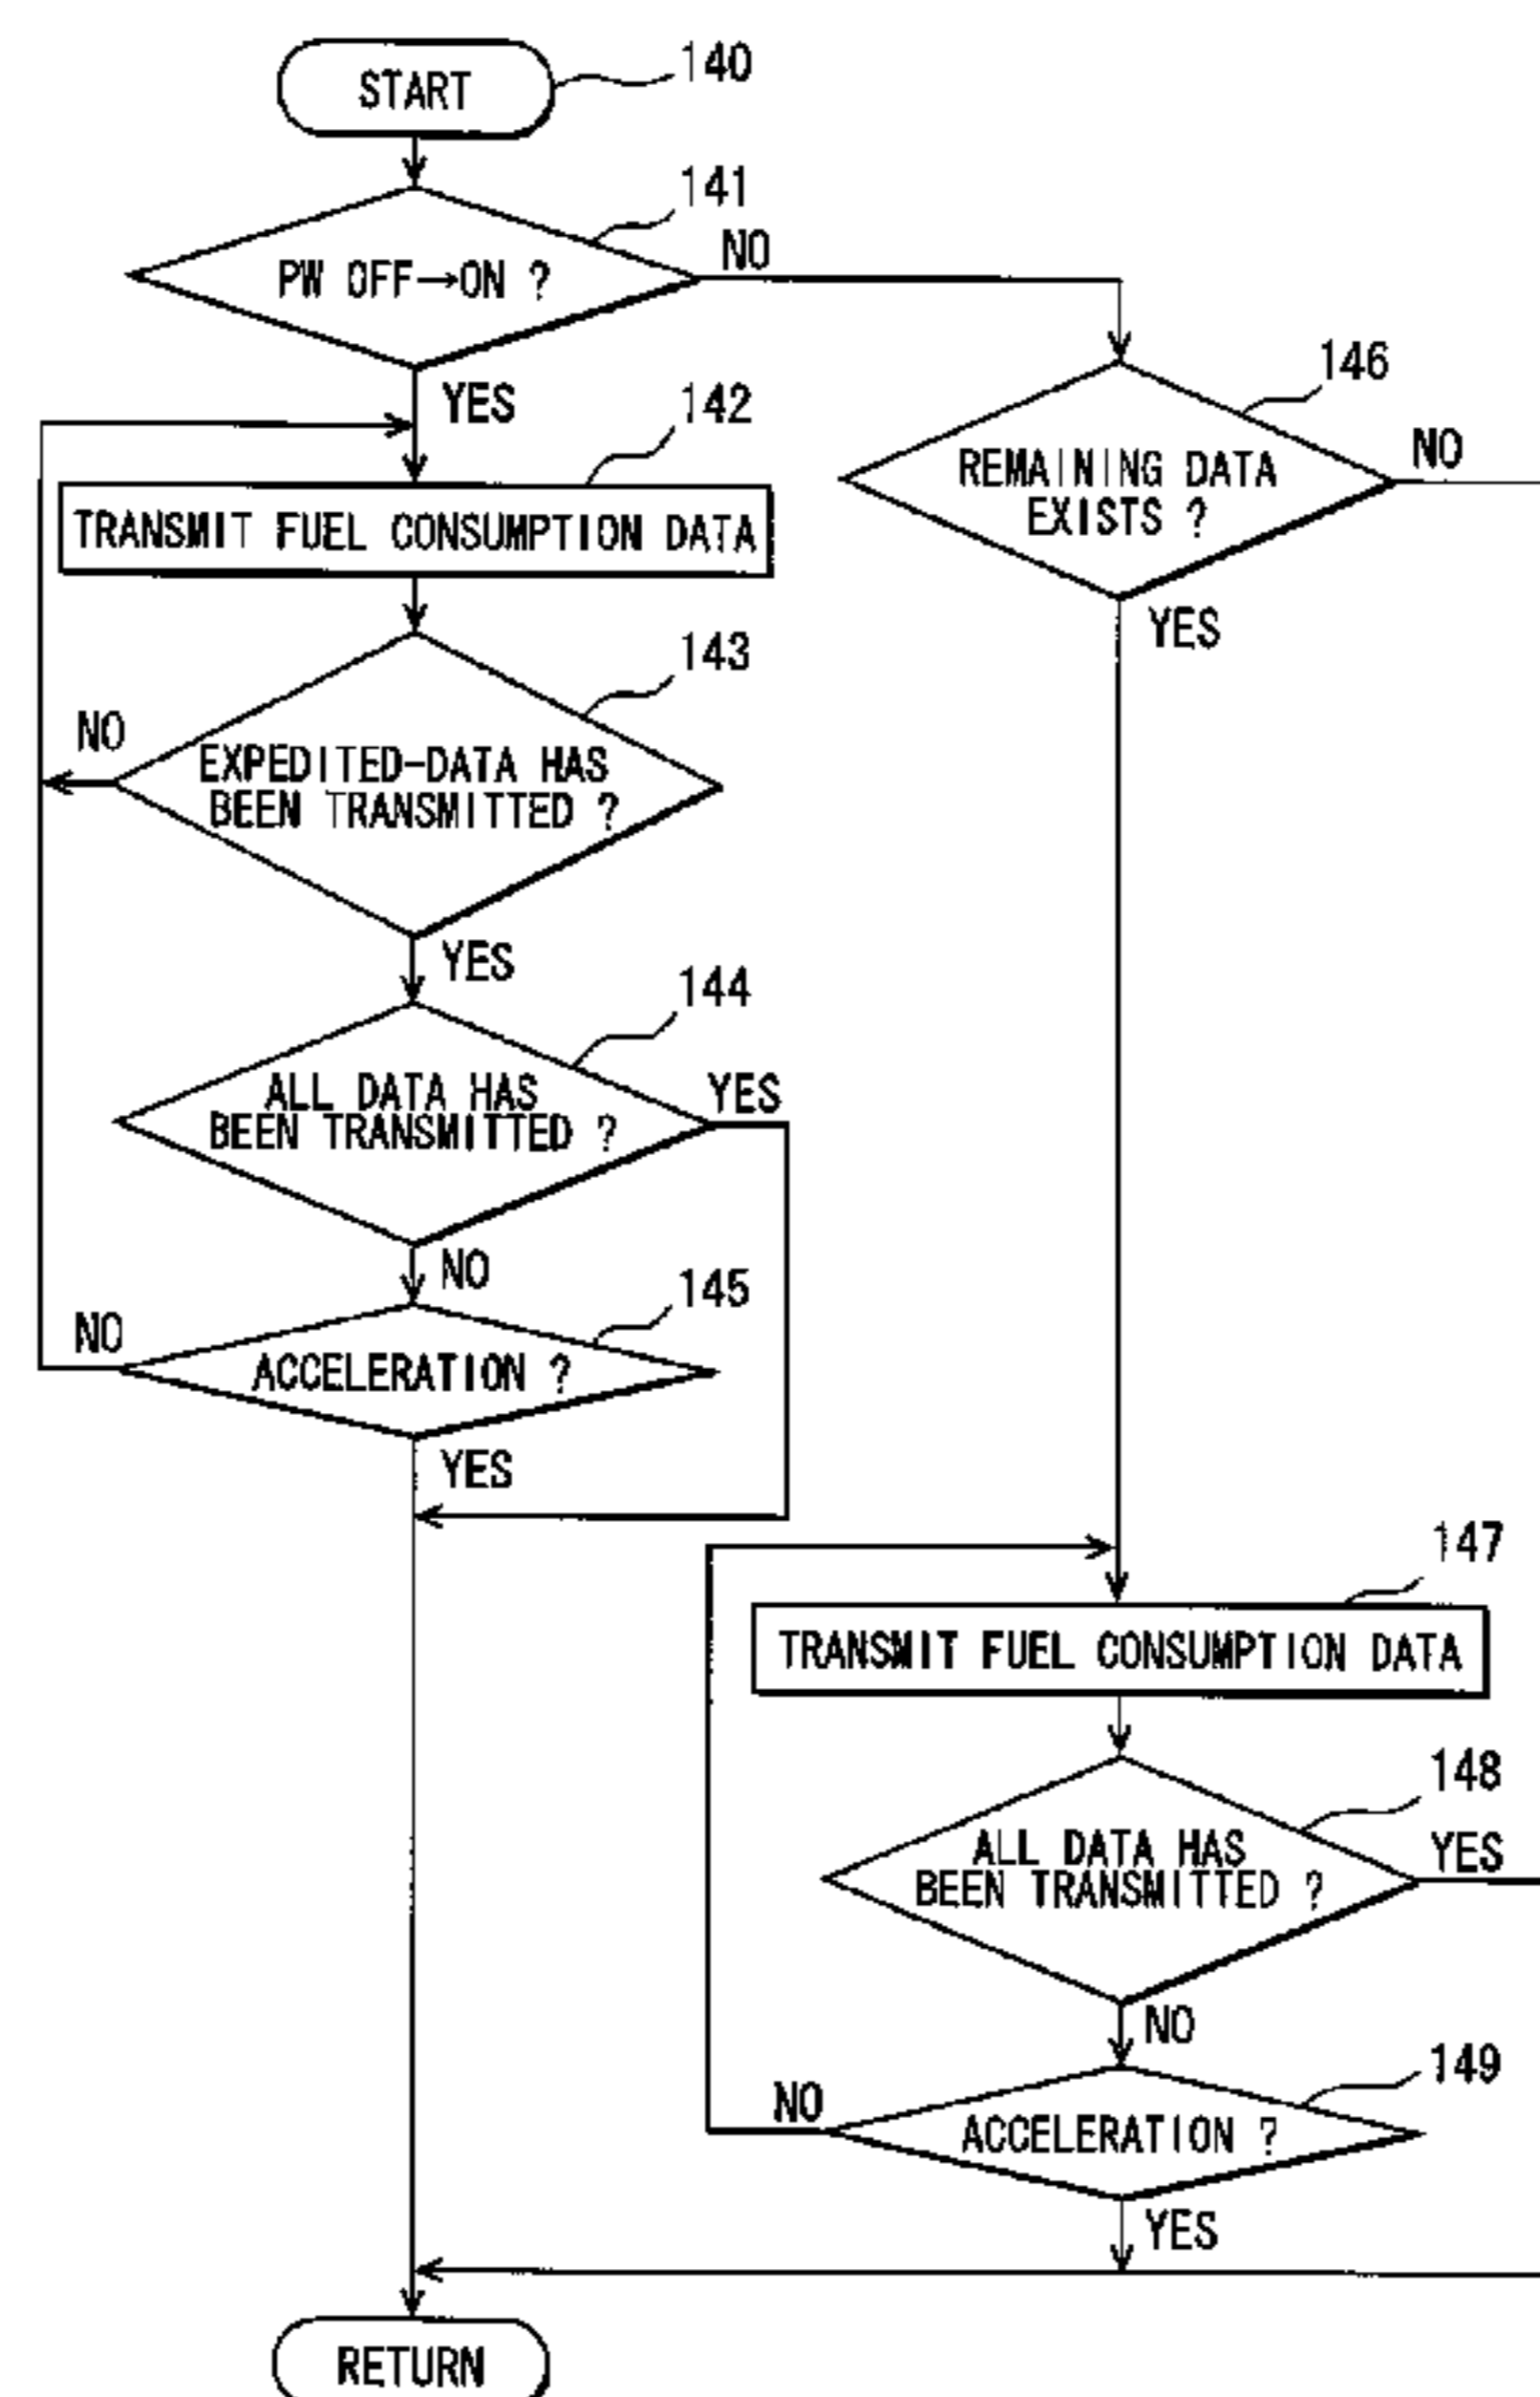 START
140
141
PW OFF→ON ?
NO
YES
142
TRANSMIT FUEL CONSUMPTION DATA
143
NO
EXPEDITED-DATA HAS
BEEN TRANSMITTED ?
YES
144
ALL DATA HAS
BEEN TRANSMITTED ?
YES
NO
145
NO
ACCELERATION ?
YES
146
REMAINING DATA
EXISTS ?
NO
YES
147
TRANSMIT FUEL CONSUMPTION DATA
148
ALL DATA HAS
BEEN TRANSMITTED ?
YES
NO
149
NO
ACCELERATION ?
YES
RETURN